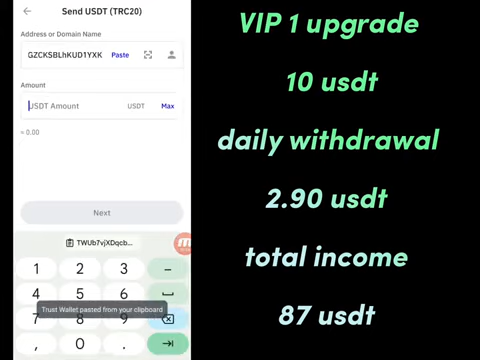 Send USDT (TRC20)
Address or Domain Name
GZCKSBLhKUD1YXK Paste
Amount
USDT Amount USDT Max
≈ 0.00
Next
TWUb7vjXDqcb...
1 2 3 –
4 5 6
7 8 9
Trust Wallet pasted from your clipboard
, 0 .
VIP 1 upgrade
10 usdt
daily withdrawal
2.90 usdt
total income
87 usdt